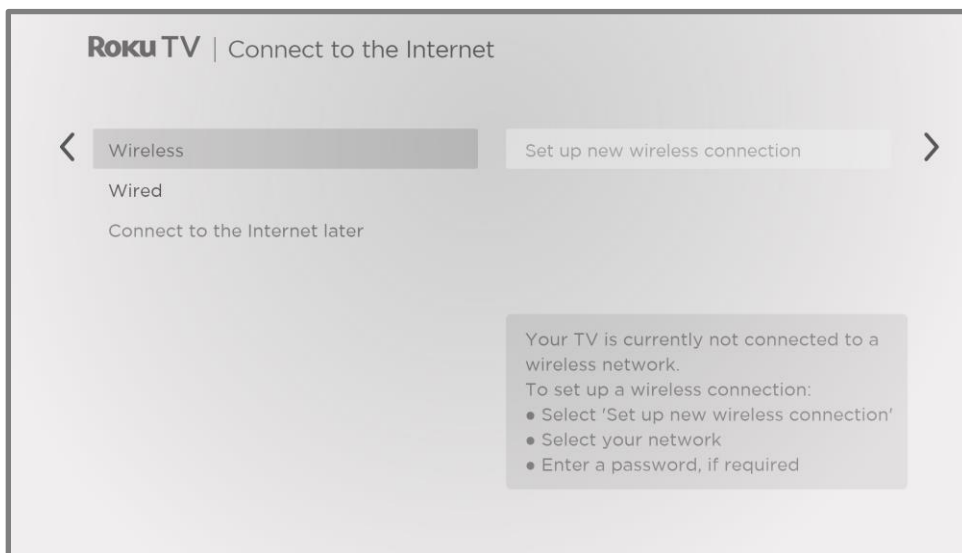 Roku TV | Connect to the Internet
Wireless
Set up new wireless connection
Wired
Connect to the Internet later
Your TV is currently not connected to a
wireless network.
To set up a wireless connection:
● Select 'Set up new wireless connection'
● Select your network
● Enter a password, if required